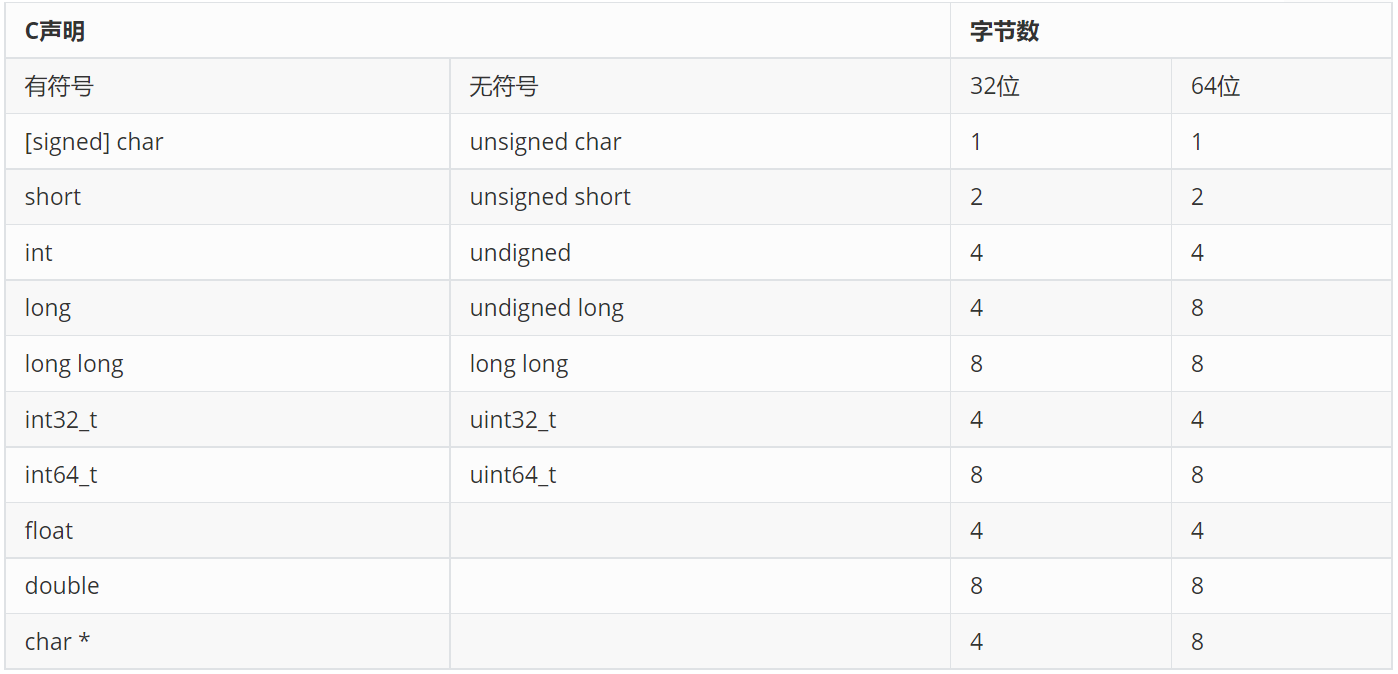 C声明 字节数
有符号 无符号 32位 64位
[signed] char unsigned char 1 1
short unsigned short 2 2
int undigned 4 4
long undigned long 4 8
long long long long 8 8
int32_t uint32_t 4 4
int64_t uint64_t 8 8
float 4 4
double 8 8
char * 4 8